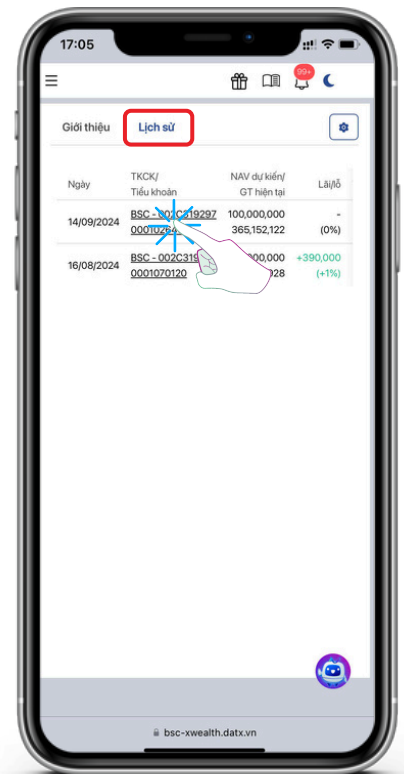 17:05
99+
Giới thiệu Lịch sử
Ngày TKCK/ NAV dự kiến/ Lãi/lỗ
Tiểu khoản GT hiện tại
14/09/2024 BSC - 002C319297 100,000,000 -
365,152,122 (0%)
16/08/2024 BSC - +390,000
0001070120 (+1%)
bsc-xwealth.datx.vn